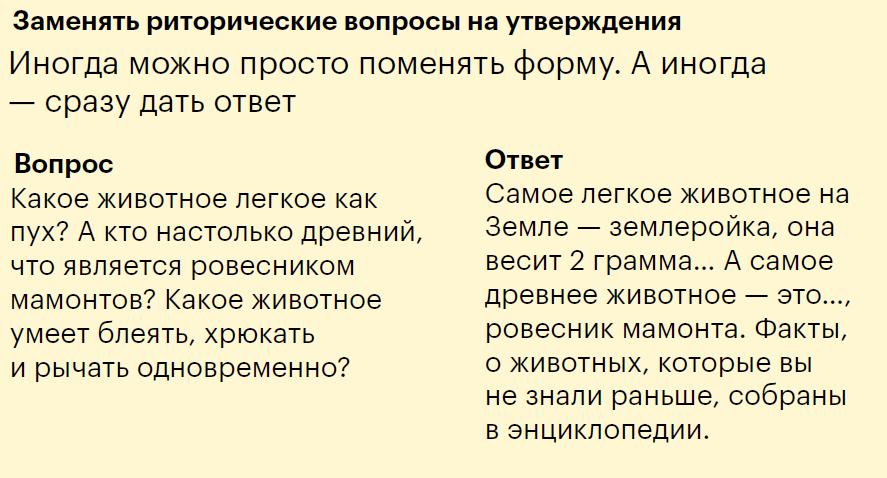 Заменять риторические вопросы на утверждения
Иногда можно просто поменять форму. А иногда
— сразу дать ответ
Вопрос
Какое животное легкое как
пух? А кто настолько древний,
что является ровесником
мамонтов? Какое животное
умеет блеять, хрюкать
и рычать одновременно?
Ответ
Самое легкое животное на
Земле — землеройка, она
весит 2 грамма... А самое
древнее животное — это...,
ровесник мамонта. Факты,
о животных, которые вы
не знали раньше, собраны
в энциклопедии.